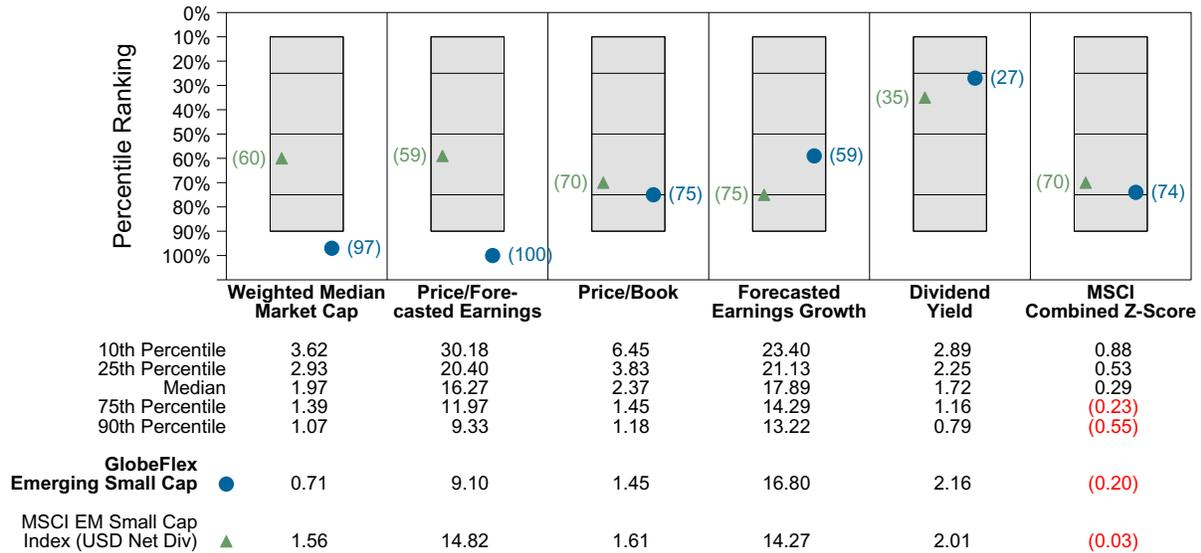 0%
10%
20%
30%
40%
50%
60%
70%
80%
90%
100%
Percentile Ranking
(60) (97)
(59) (100)
(70) (75)
(75) (59)
(35) (27)
(70) (74)
Weighted Median Market Cap
Price/Fore-casted Earnings
Price/Book
Forecasted Earnings Growth
Dividend Yield
MSCI Combined Z-Score
10th Percentile 3.62 30.18 6.45 23.40 2.89 0.88
25th Percentile 2.93 20.40 3.83 21.13 2.25 0.53
Median 1.97 16.27 2.37 17.89 1.72 0.29
75th Percentile 1.39 11.97 1.45 14.29 1.16 (0.23)
90th Percentile 1.07 9.33 1.18 13.22 0.79 (0.55)
GlobeFlex
Emerging Small Cap 0.71 9.10 1.45 16.80 2.16 (0.20)
MSCI EM Small Cap
Index (USD Net Div) 1.56 14.82 1.61 14.27 2.01 (0.03)